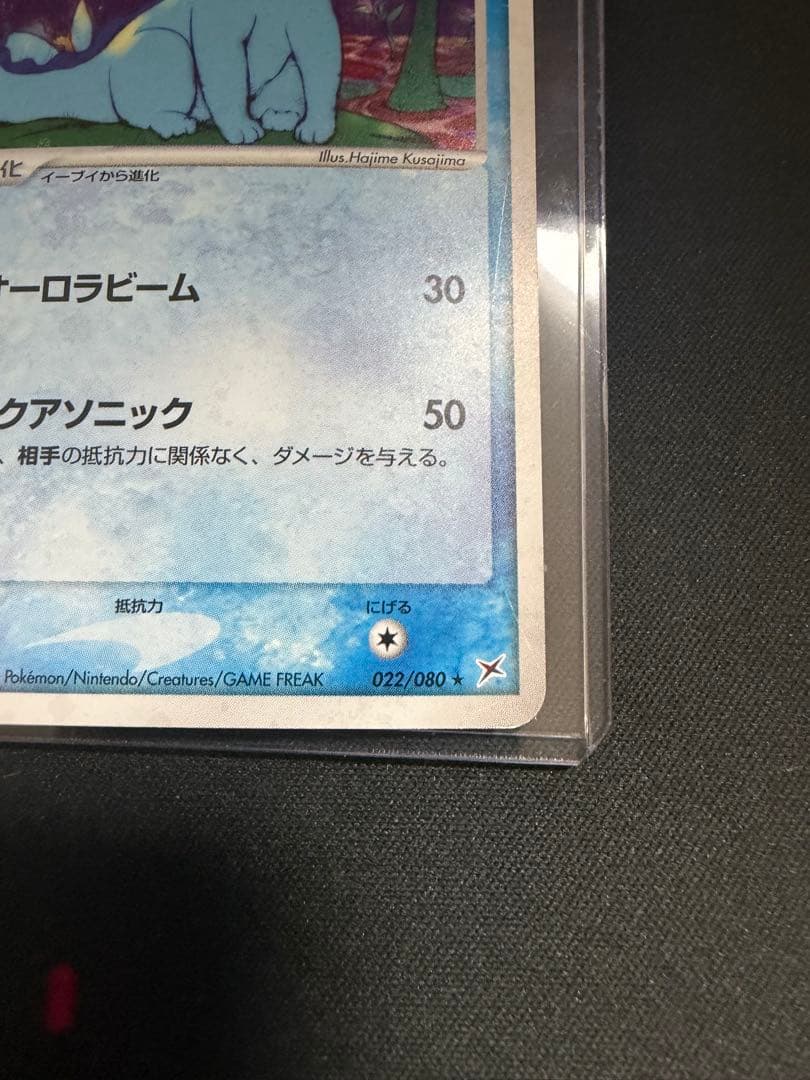 Illus.Hajime Kusajima
化 イーブイから進化
ーロラビーム 30
クアソニック 50
、相手の抵抗力に関係なく、ダメージを与える。
抵抗力 にげる
Pokémon/Nintendo/Creatures/GAME FREAK 022/080 ★